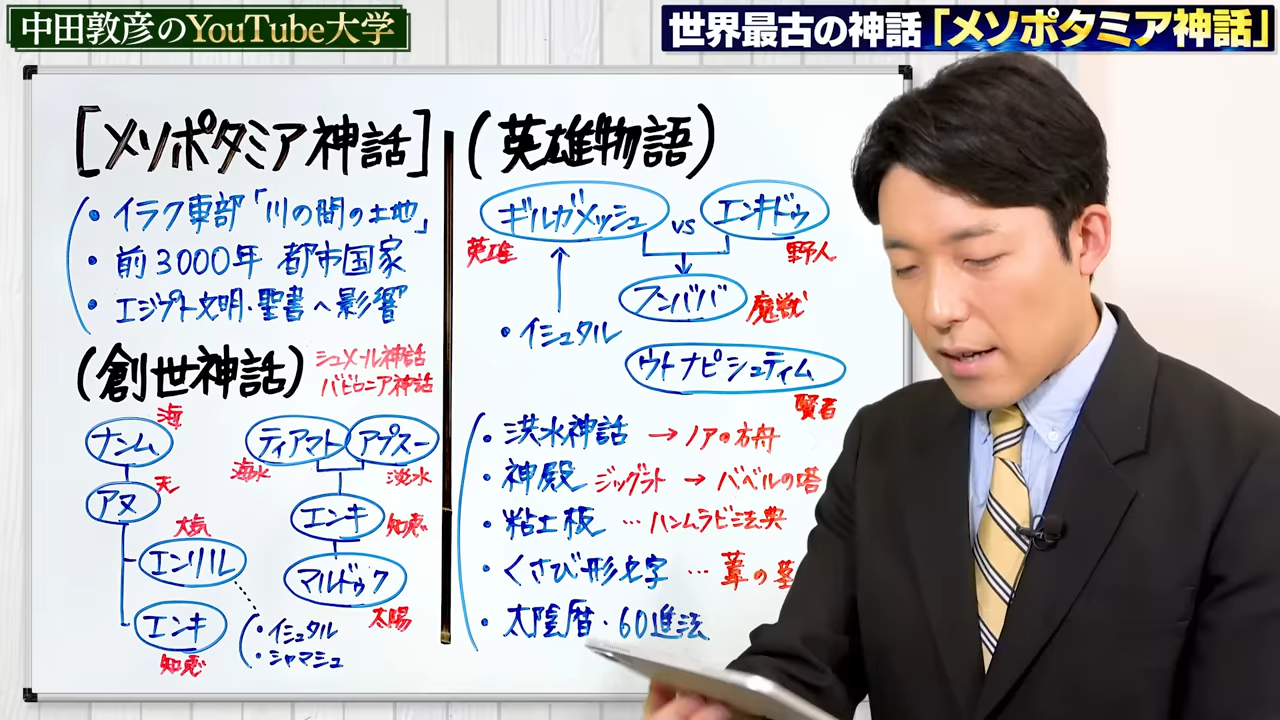 中田敦彦のYouTube大学
世界最古の神話「メソポタミア神話」
[メソポタミア神話]
・イラク東部「川の間の土地」
・前3000年 都市国家
・エジプト文明・聖書へ影響
(創世神話)
シュメール神話
バビロニア神話
海
ナンム
天
アヌ
大気
エンリル
エンキ
知恵
・イシュタル
・シャマシュ
ティアマト
アプスー
海水
淡水
エンキ
知恵
マルドゥク
太陽
(英雄物語)
ギルガメッシュ vs エンキドゥ
英雄
野人
フンババ
魔獣
・イシュタル
ウトナピシュティム
賢者
・洪水神話 → ノアの方舟
・神殿 ジッグラト → バベルの塔
・粘土板 … ハンムラビ法典
・くさび形文字 … 葦の茎
・太陰暦・60進法